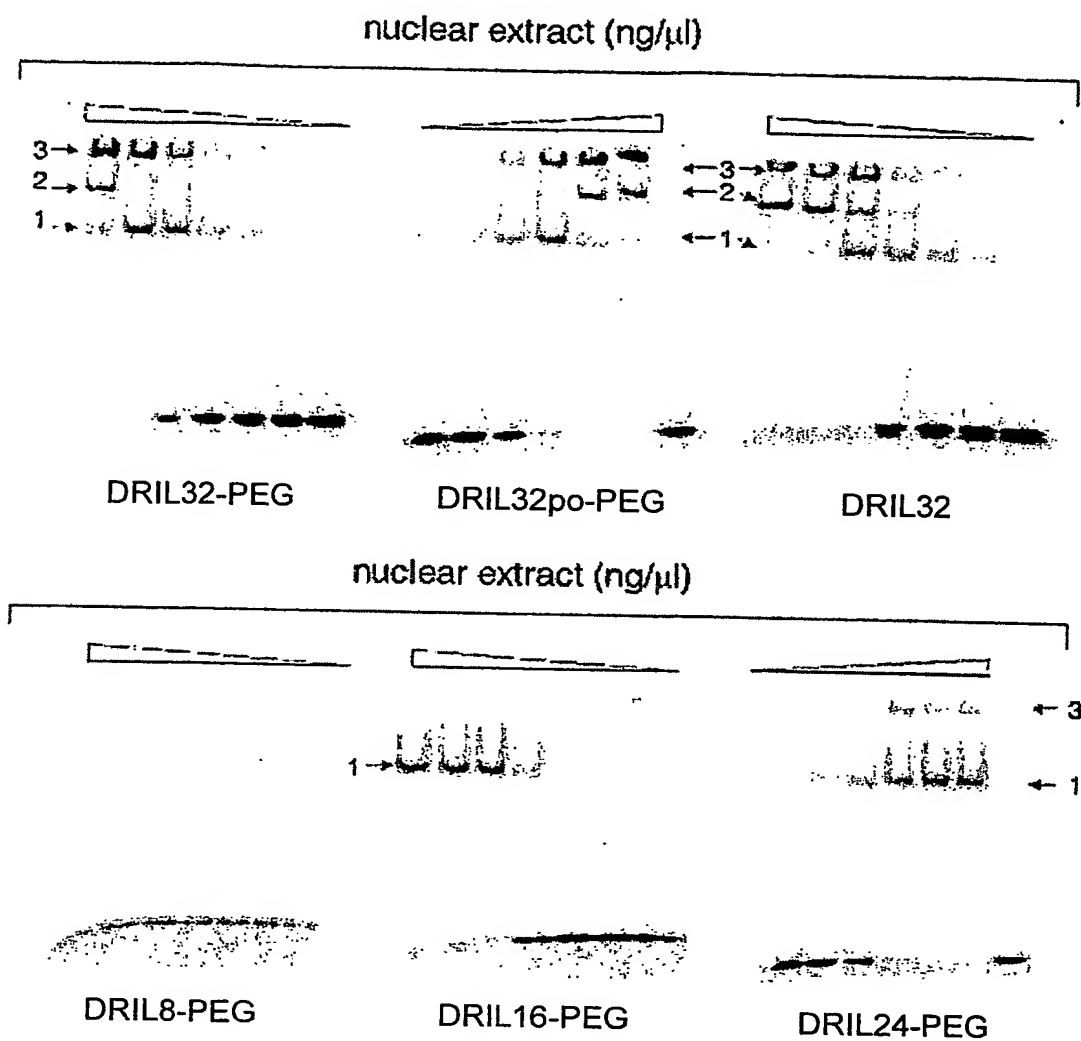 nuclear extract (ng/µl)
3
2
1
3
2
1
DRIL32-PEG
DRIL32po-PEG
DRIL32
nuclear extract (ng/µl)
1
3
1
DRIL8-PEG
DRIL16-PEG
DRIL24-PEG